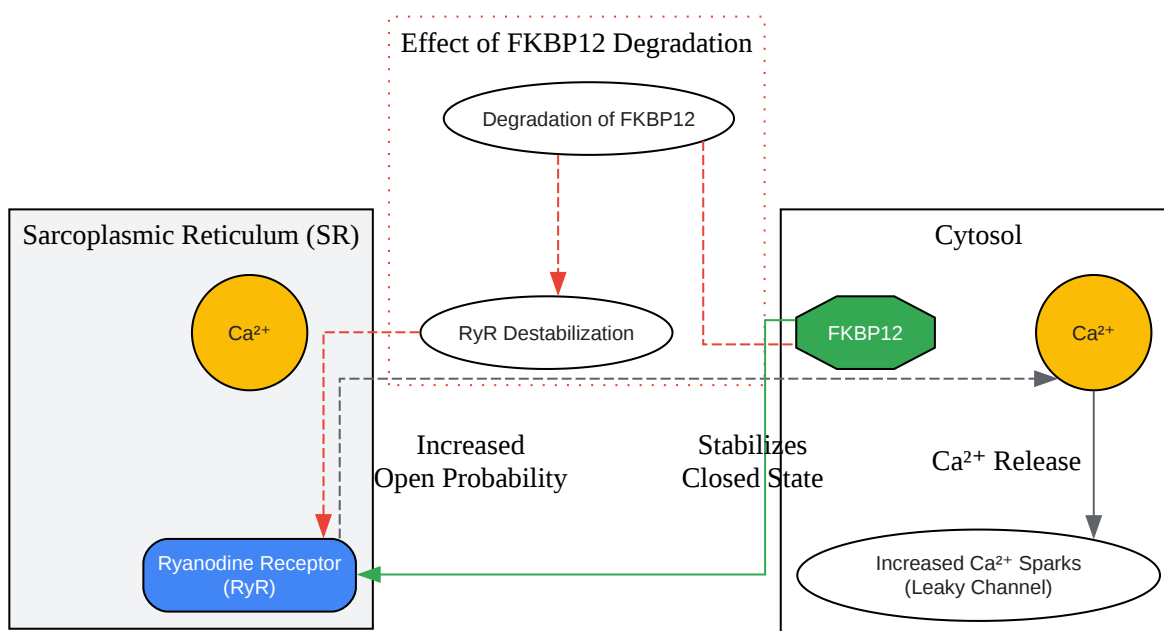 Effect of FKBP12 Degradation
Degradation of FKBP12
Sarcoplasmic Reticulum (SR)
Cytosol
Ca²⁺
RyR Destabilization
FKBP12
Ca²⁺
Increased
Open Probability
Stabilizes
Closed State
Ca²⁺ Release
Ryanodine Receptor
(RyR)
Increased Ca²⁺ Sparks
(Leaky Channel)